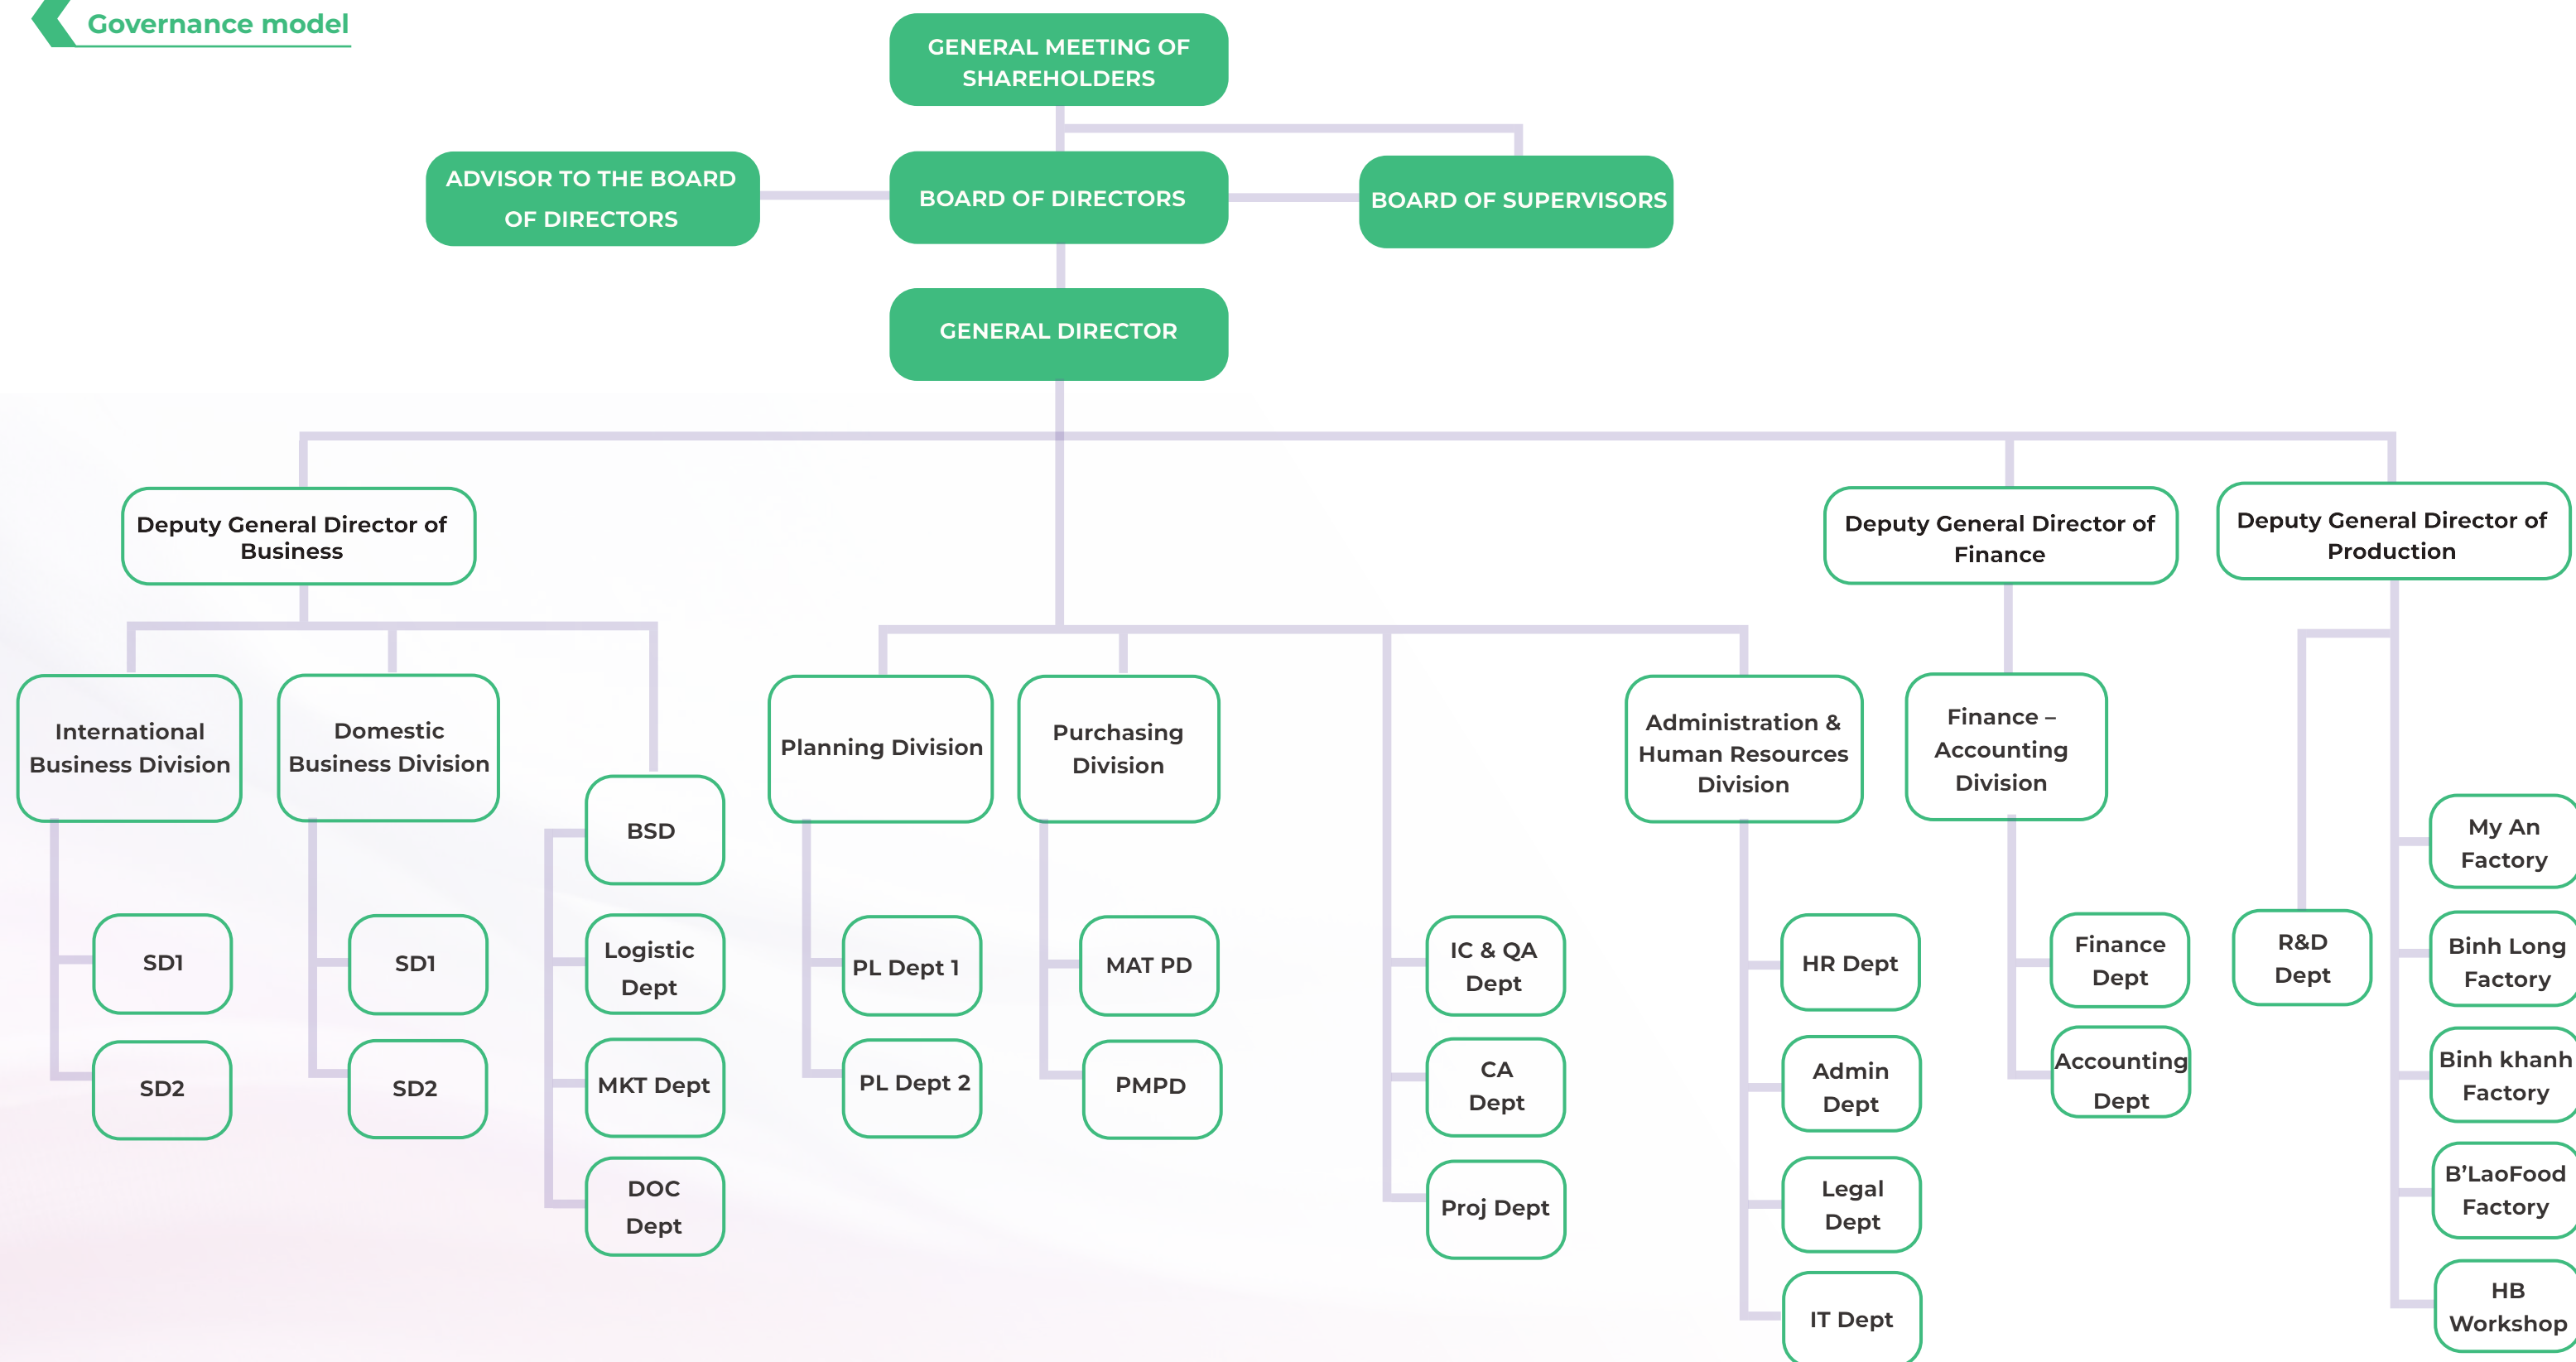 Governance model
GENERAL MEETING OF
SHAREHOLDERS
ADVISOR TO THE BOARD
OF DIRECTORS
BOARD OF DIRECTORS
BOARD OF SUPERVISORS
GENERAL DIRECTOR
Deputy General Director of
Business
Deputy General Director of
Finance
Deputy General Director of
Production
International
Business Division
Domestic
Business Division
BSD
Planning Division
Purchasing
Division
Administration &
Human Resources
Division
Finance –
Accounting
Division
SD1
SD2
SD1
SD2
Logistic
Dept
MKT Dept
DOC
Dept
PL Dept 1
PL Dept 2
MAT PD
PMPD
IC & QA
Dept
CA
Dept
Proj Dept
HR Dept
Admin
Dept
Legal
Dept
IT Dept
Finance
Dept
Accounting
Dept
R&D
Dept
My An
Factory
Binh Long
Factory
Binh khanh
Factory
B’LaoFood
Factory
HB
Workshop